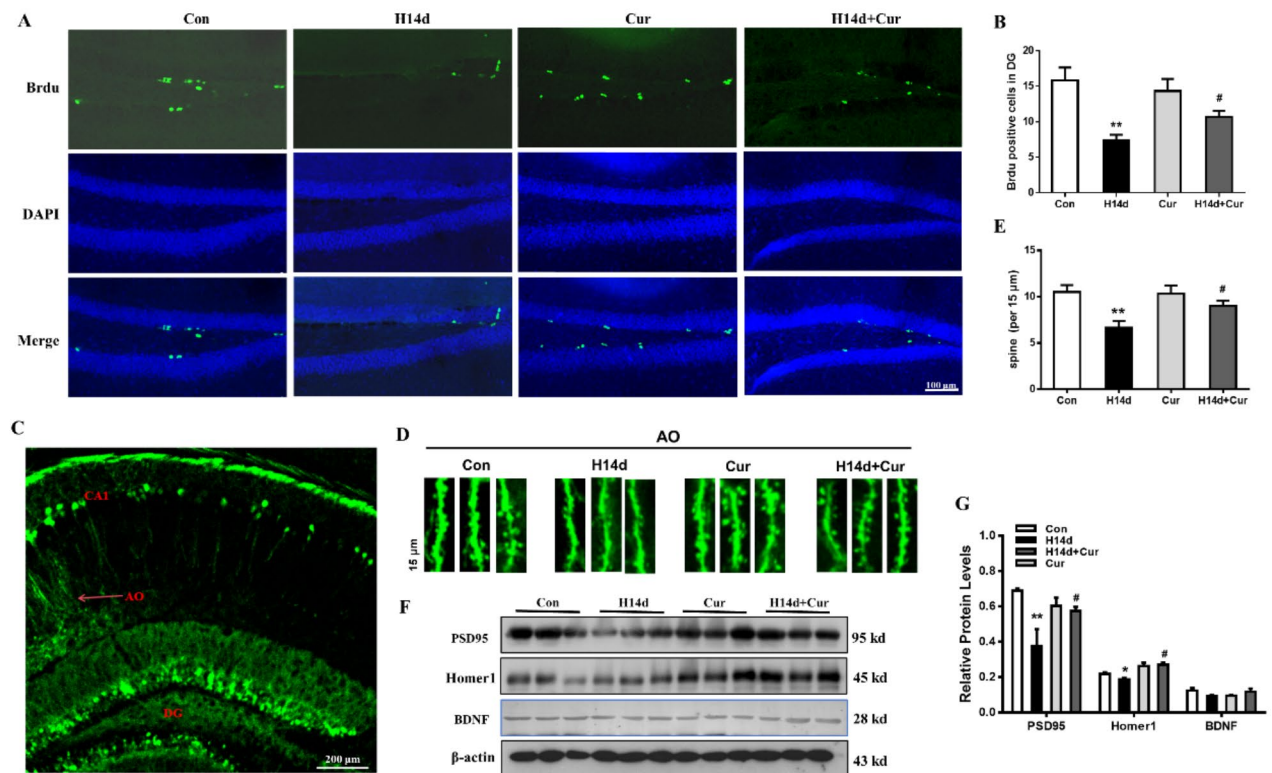 A
Con H14d Cur H14d+Cur
Brdu
DAPI
Merge
100 μm
B
Brdu positive cells in DG
20
15
10
5
0
**
#
Con H14d Cur H14d+Cur
E
spine (per 15 μm)
15
10
5
0
**
#
Con H14d Cur H14d+Cur
C
CA1
AO
DG
200 μm
D
AO
Con H14d Cur H14d+Cur
15 μm
F
Con H14d Cur H14d+Cur
PSD95 95 kd
Homer1 45 kd
BDNF 28 kd
β-actin 43 kd
G
Con
H14d
H14d+Cur
Cur
Relative Protein Levels
1.0
0.8
0.6
0.4
0.2
0.0
**
#
*
#
PSD95 Homer1 BDNF